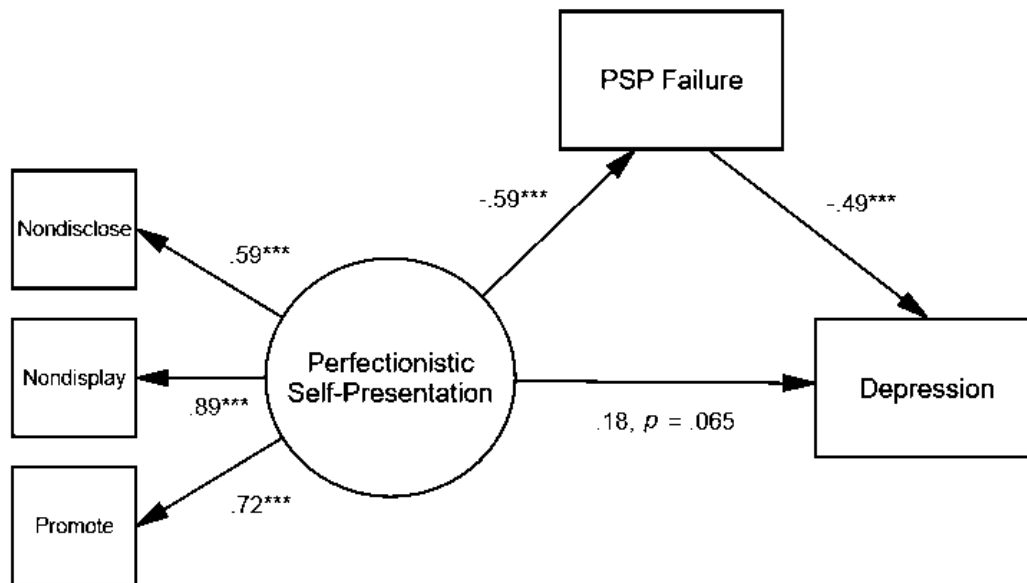 PSP Failure
-.59***
-.49***
Nondisclose
.59***
Perfectionistic
Self-Presentation
Nondisplay
.89***
Depression
.18, p = .065
Promote
.72***